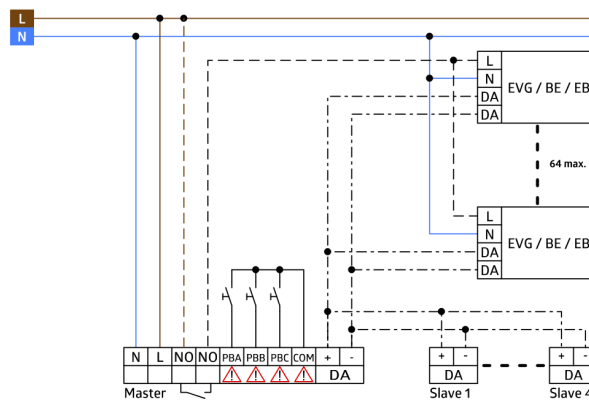 L
N
L
N
DA
DA
EVG / BE / EB
64 max.
L
N
DA
DA
EVG / BE / EB
N L NO NO PBA PBB PBC COM + -
DA
Master
+ -
DA
Slave 1
+ -
DA
Slave 4